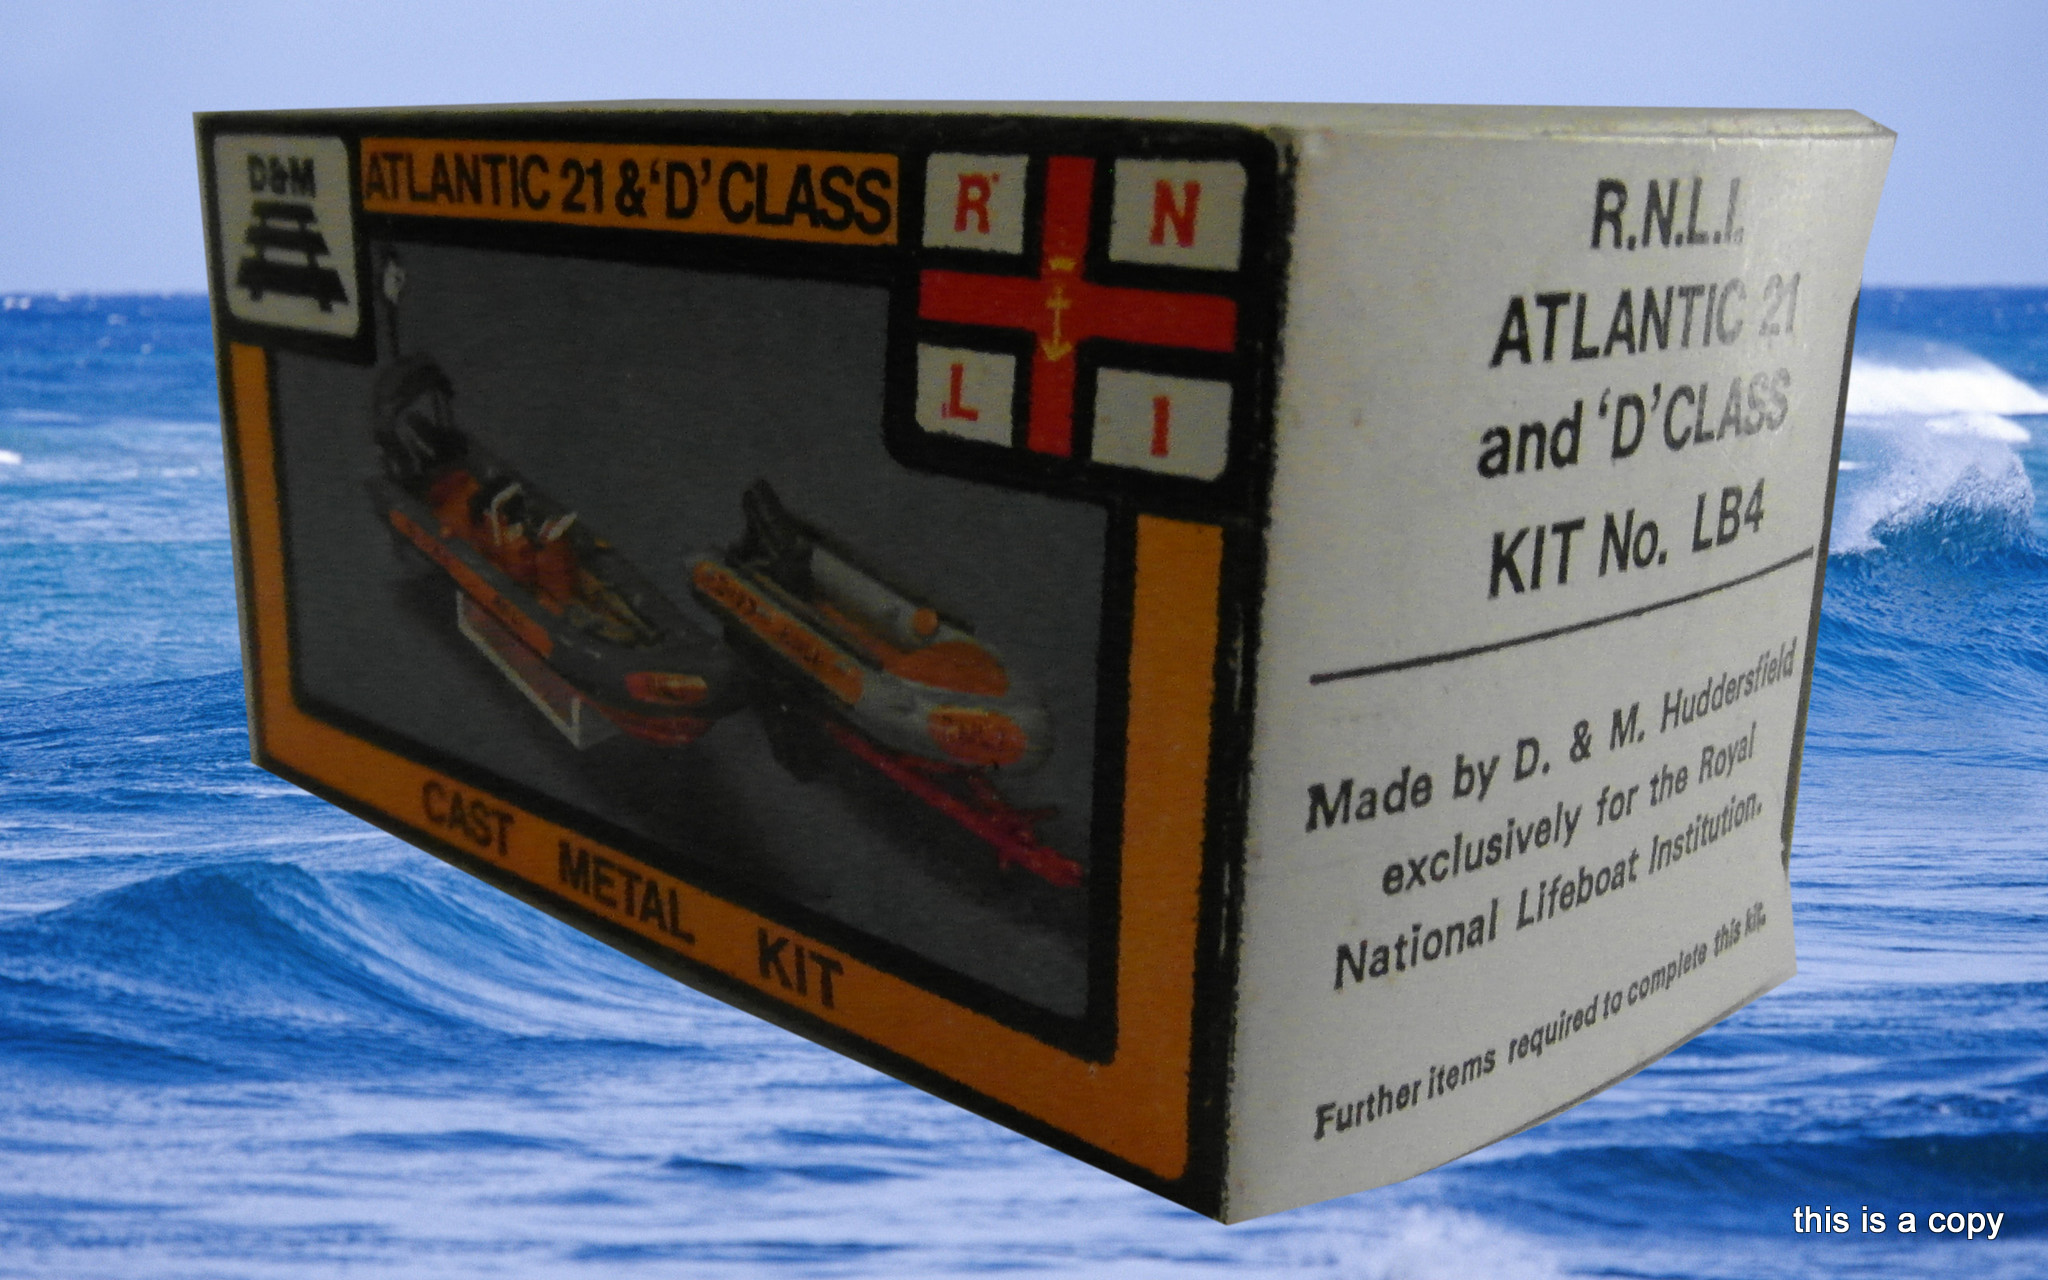 D&M
ATLANTIC 21 & 'D' CLASS
R N
L I
CAST METAL KIT
R.N.L.I.
ATLANTIC 21
and 'D' CLASS
KIT No. LB4
Made by D. & M. Huddersfield
exclusively for the Royal
National Lifeboat Institution.
Further items required to complete this kit.
this is a copy